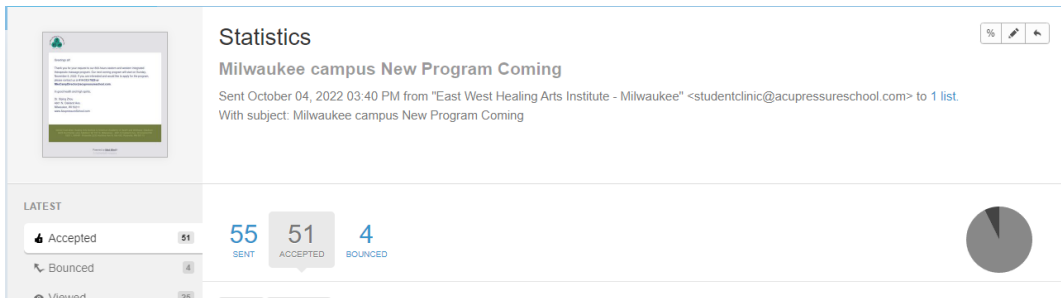 Statistics
%
Milwaukee campus New Program Coming
Sent October 04, 2022 03:40 PM from "East West Healing Arts Institute - Milwaukee" <studentclinic@acupressureschool.com> to 1 list.
With subject: Milwaukee campus New Program Coming
LATEST
Accepted 51
Bounced 4
Viewed
55 51 4
SENT ACCEPTED BOUNCED